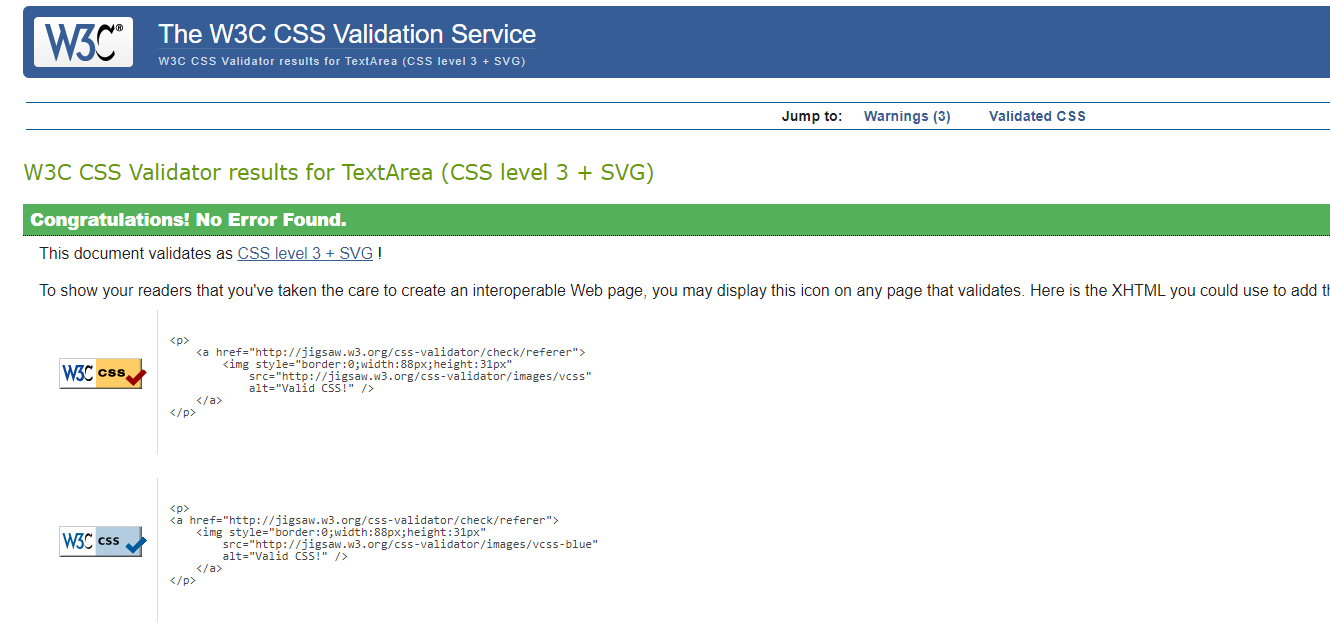 W3C®
The W3C CSS Validation Service
W3C CSS Validator results for TextArea (CSS level 3 + SVG)
Jump to: Warnings (3) Validated CSS
W3C CSS Validator results for TextArea (CSS level 3 + SVG)
Congratulations! No Error Found.
This document validates as CSS level 3 + SVG !
To show your readers that you've taken the care to create an interoperable Web page, you may display this icon on any page that validates. Here is the XHTML you could use to add
W3C css
<p>
<a href="http://jigsaw.w3.org/css-validator/check/referer">
<img style="border:0;width:88px;height:31px"
src="http://jigsaw.w3.org/css-validator/images/vcss"
alt="Valid CSS!" />
</a>
</p>
W3C css
<p>
<a href="http://jigsaw.w3.org/css-validator/check/referer">
<img style="border:0;width:88px;height:31px"
src="http://jigsaw.w3.org/css-validator/images/vcss-blue"
alt="Valid CSS!" />
</a>
</p>